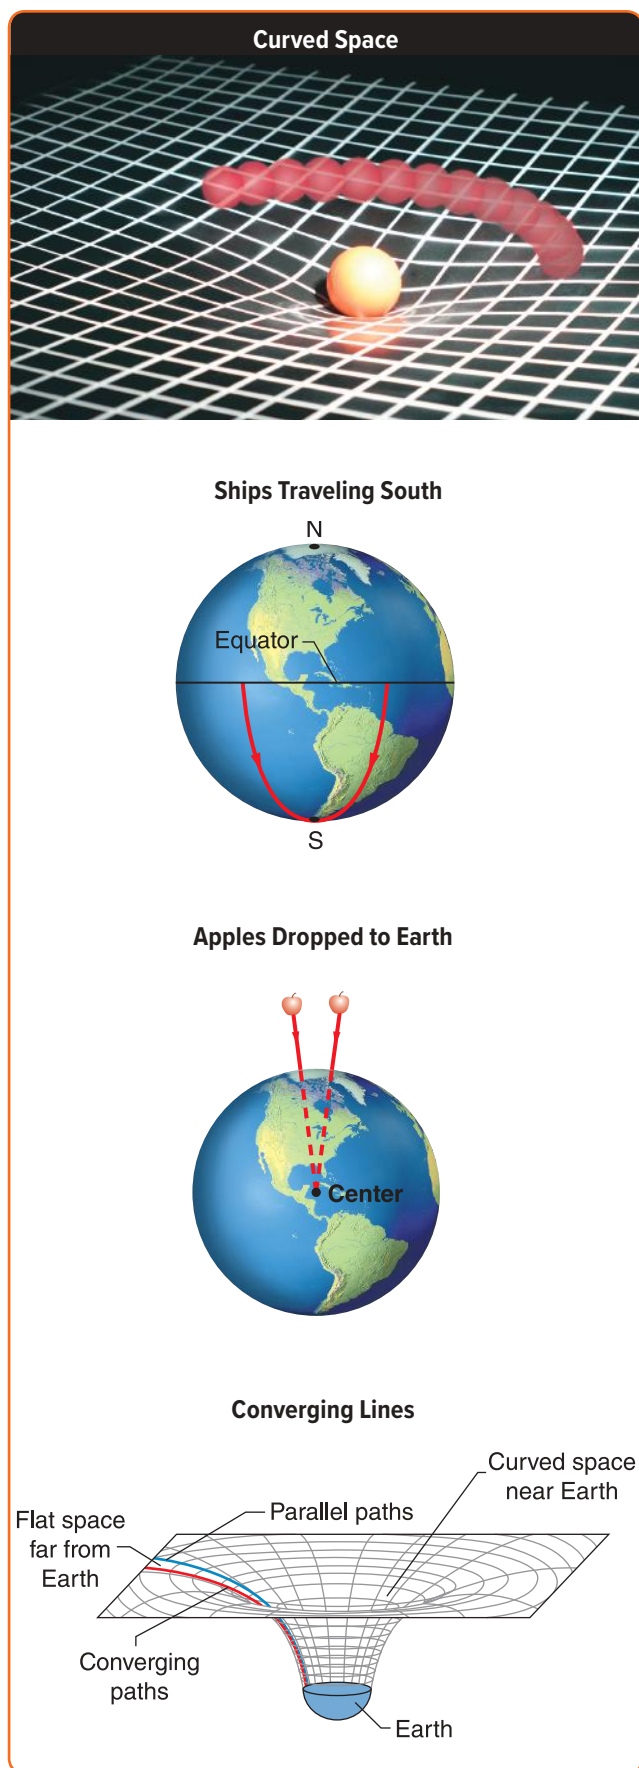 Curved Space
Ships Traveling South
N
Equator
S
Apples Dropped to Earth
Center
Converging Lines
Curved space
near Earth
Parallel paths
Flat space
far from
Earth
Converging
paths
Earth